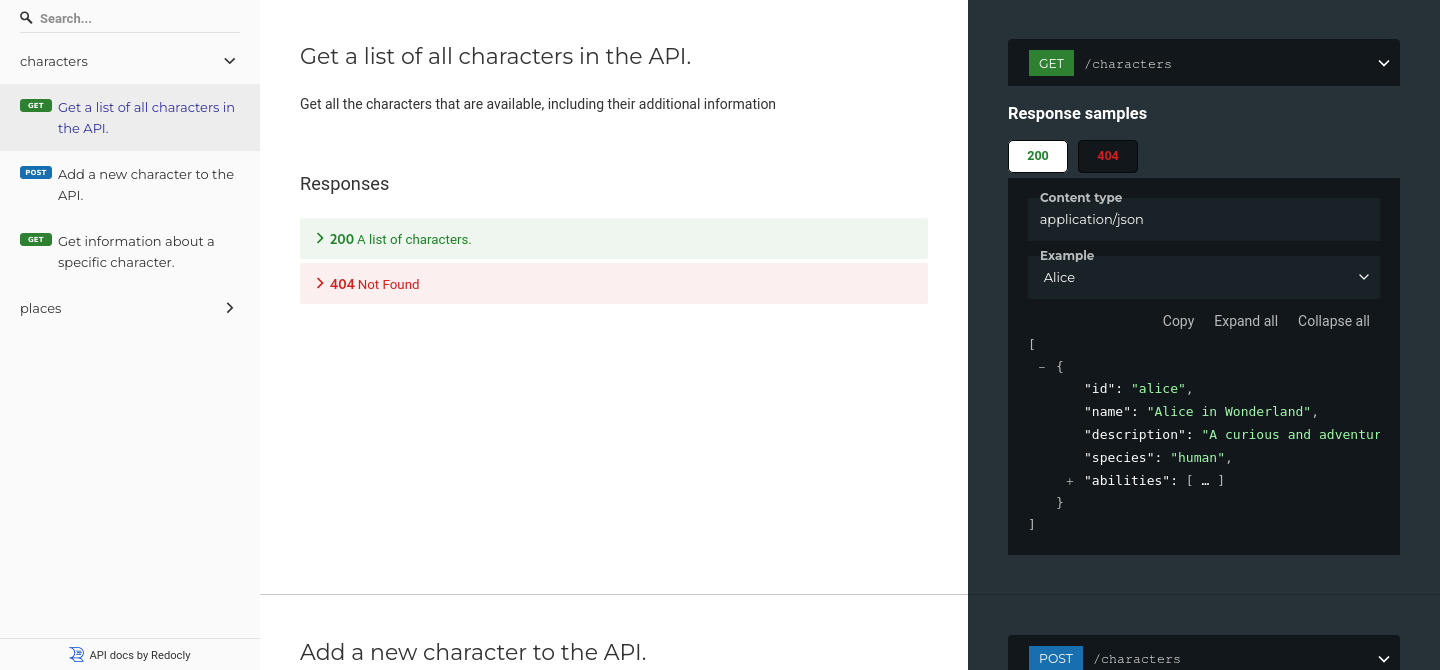 Search...
characters
GET Get a list of all characters in
the API.
POST Add a new character to the
API.
GET Get information about a
specific character.
places
API docs by Redocly
Get a list of all characters in the API.
Get all the characters that are available, including their additional information
Responses
200 A list of characters.
404 Not Found
Add a new character to the API.
GET /characters
Response samples
200 404
Content type
application/json
Example
Alice
Copy Expand all Collapse all
[
− {
"id": "alice",
"name": "Alice in Wonderland",
"description": "A curious and adventur
"species": "human",
+ "abilities": [ … ]
}
]
POST /characters